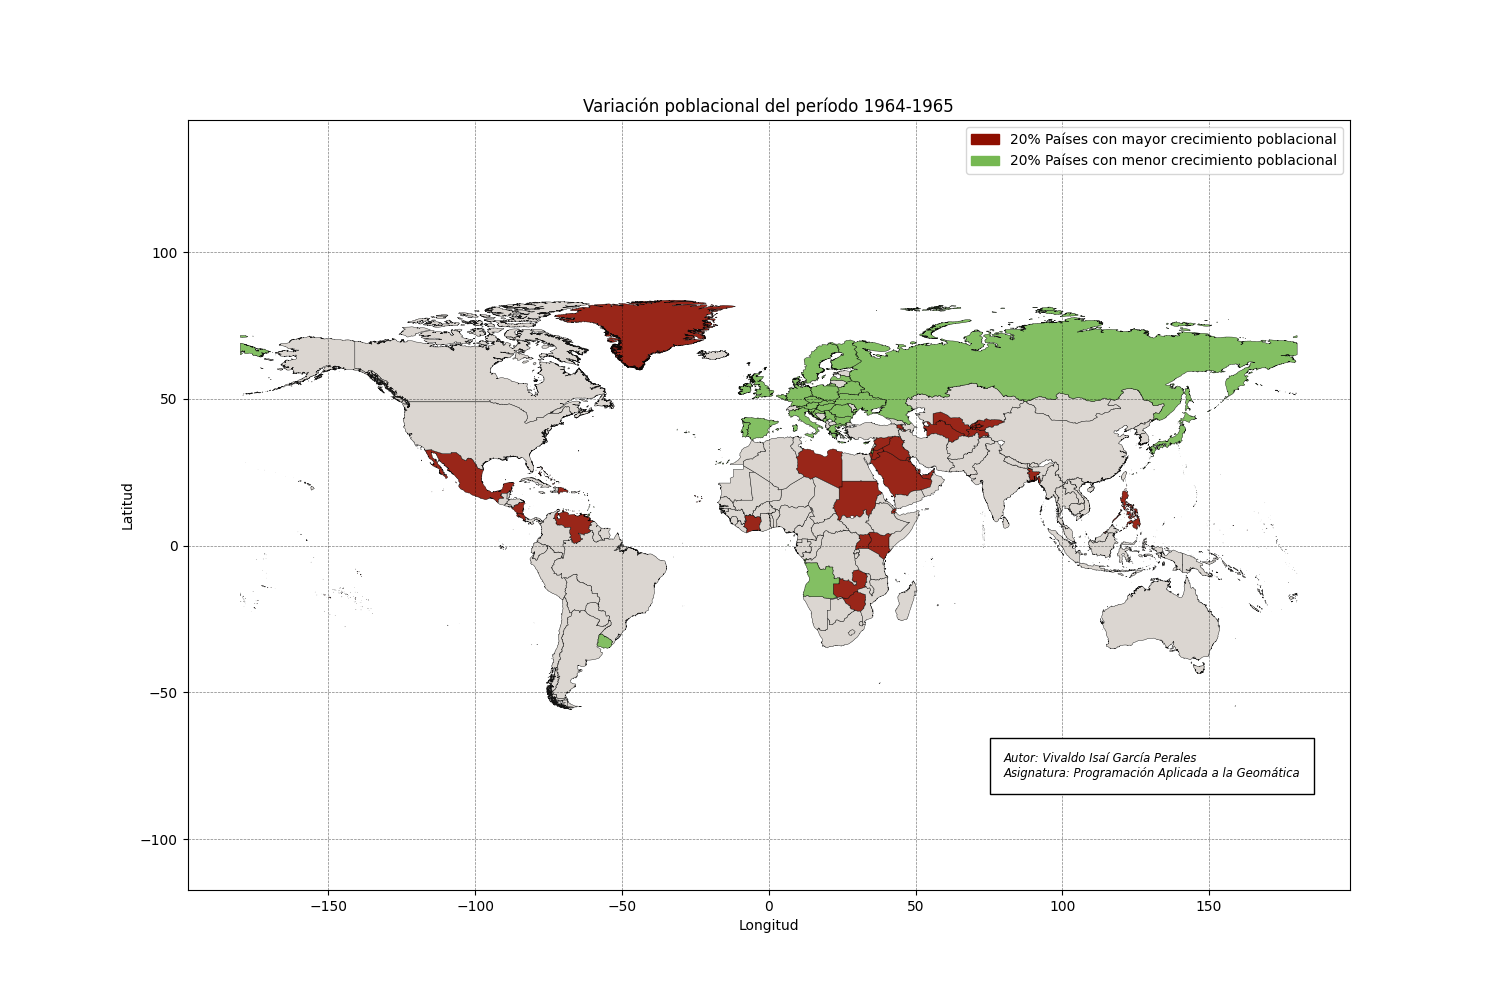 Variación poblacional del período 1964-1965
20% Países con mayor crecimiento poblacional
20% Países con menor crecimiento poblacional
100
50
0
−50
−100
Latitud
Autor: Vivaldo Isaí García Perales
Asignatura: Programación Aplicada a la Geomática
−150 −100 −50 0 50 100 150
Longitud